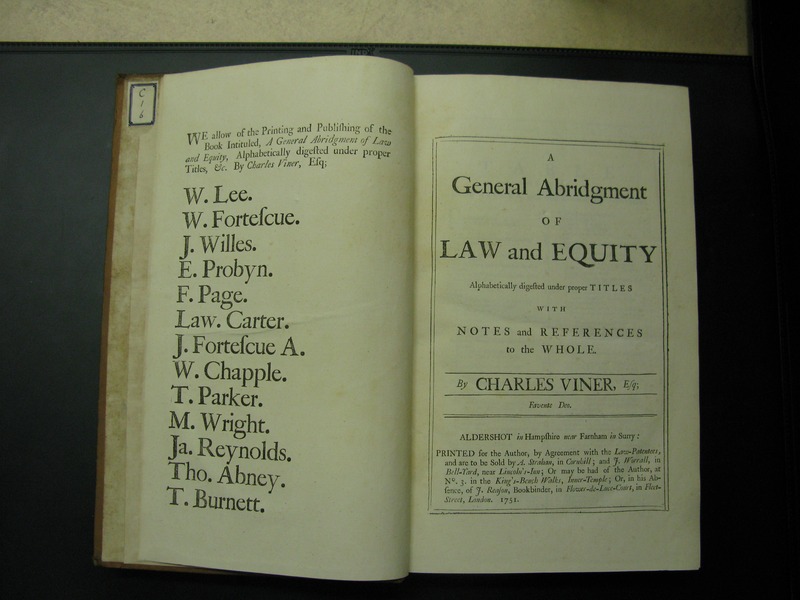 C
1
6
WE allow of the Printing and Publiſhing of the
Book Intituled, A General Abridgment of Law
and Equity, Alphabetically digeſted under proper
Titles, &c. By Charles Viner, Eſq;
W. Lee.
W. Forteſcue.
J. Willes.
E. Probyn.
F. Page.
Law. Carter.
J. Forteſcue A.
W. Chapple.
T. Parker.
M. Wright.
Ja. Reynolds.
Tho. Abney.
T. Burnett.
A
General Abridgment
OF
LAW and EQUITY
Alphabetically digeſted under proper TITLES
WITH
NOTES and REFERENCES
to the WHOLE.
By CHARLES VINER, Eſq;
Favente Deo.
ALDERSHOT in Hampſhire near Farnham in Surry:
PRINTED for the Author, by Agreement with the Law-Patentees,
and are to be Sold by A. Strahan, in Cornhill; and J. Worrall, in
Bell-Yard, near Lincoln's-Inn; Or may be had of the Author, at
No. 3. in the King's-Bench Walks, Inner-Temple; Or, in his Ab-
ſence, of J. Beajon, Bookbinder, in Flower-de-Luce-Court, in Fleet-
Street, London. 1751.